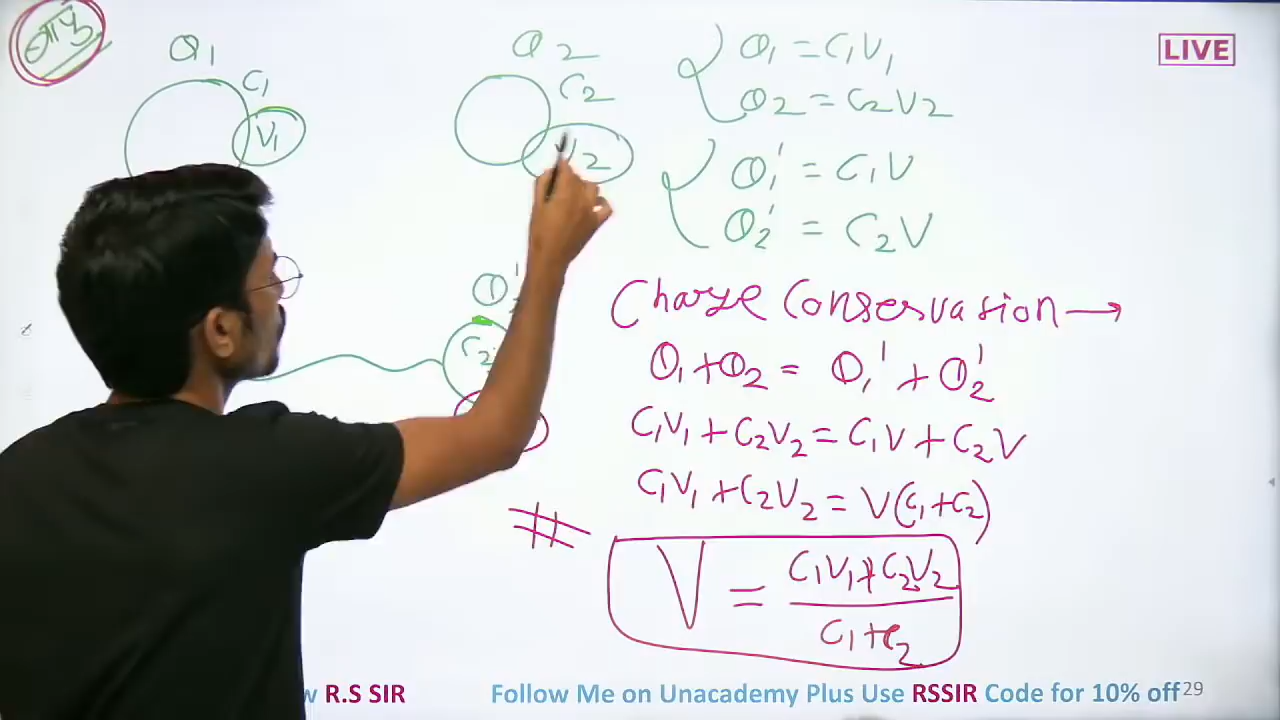 वायु
LIVE
Q1
C1
V1
Q2
C2
V2
Q1 = C1V1
Q2 = C2V2
Q1' = C1V
Q2' = C2V
C2
Charge Conservation →
Q1 + Q2 = Q1' + Q2'
C1V1 + C2V2 = C1V + C2V
C1V1 + C2V2 = V(C1+C2)
#
V = C1V1 + C2V2
C1 + C2
R.S SIR
Follow Me on Unacademy Plus Use RSSIR Code for 10% off
29